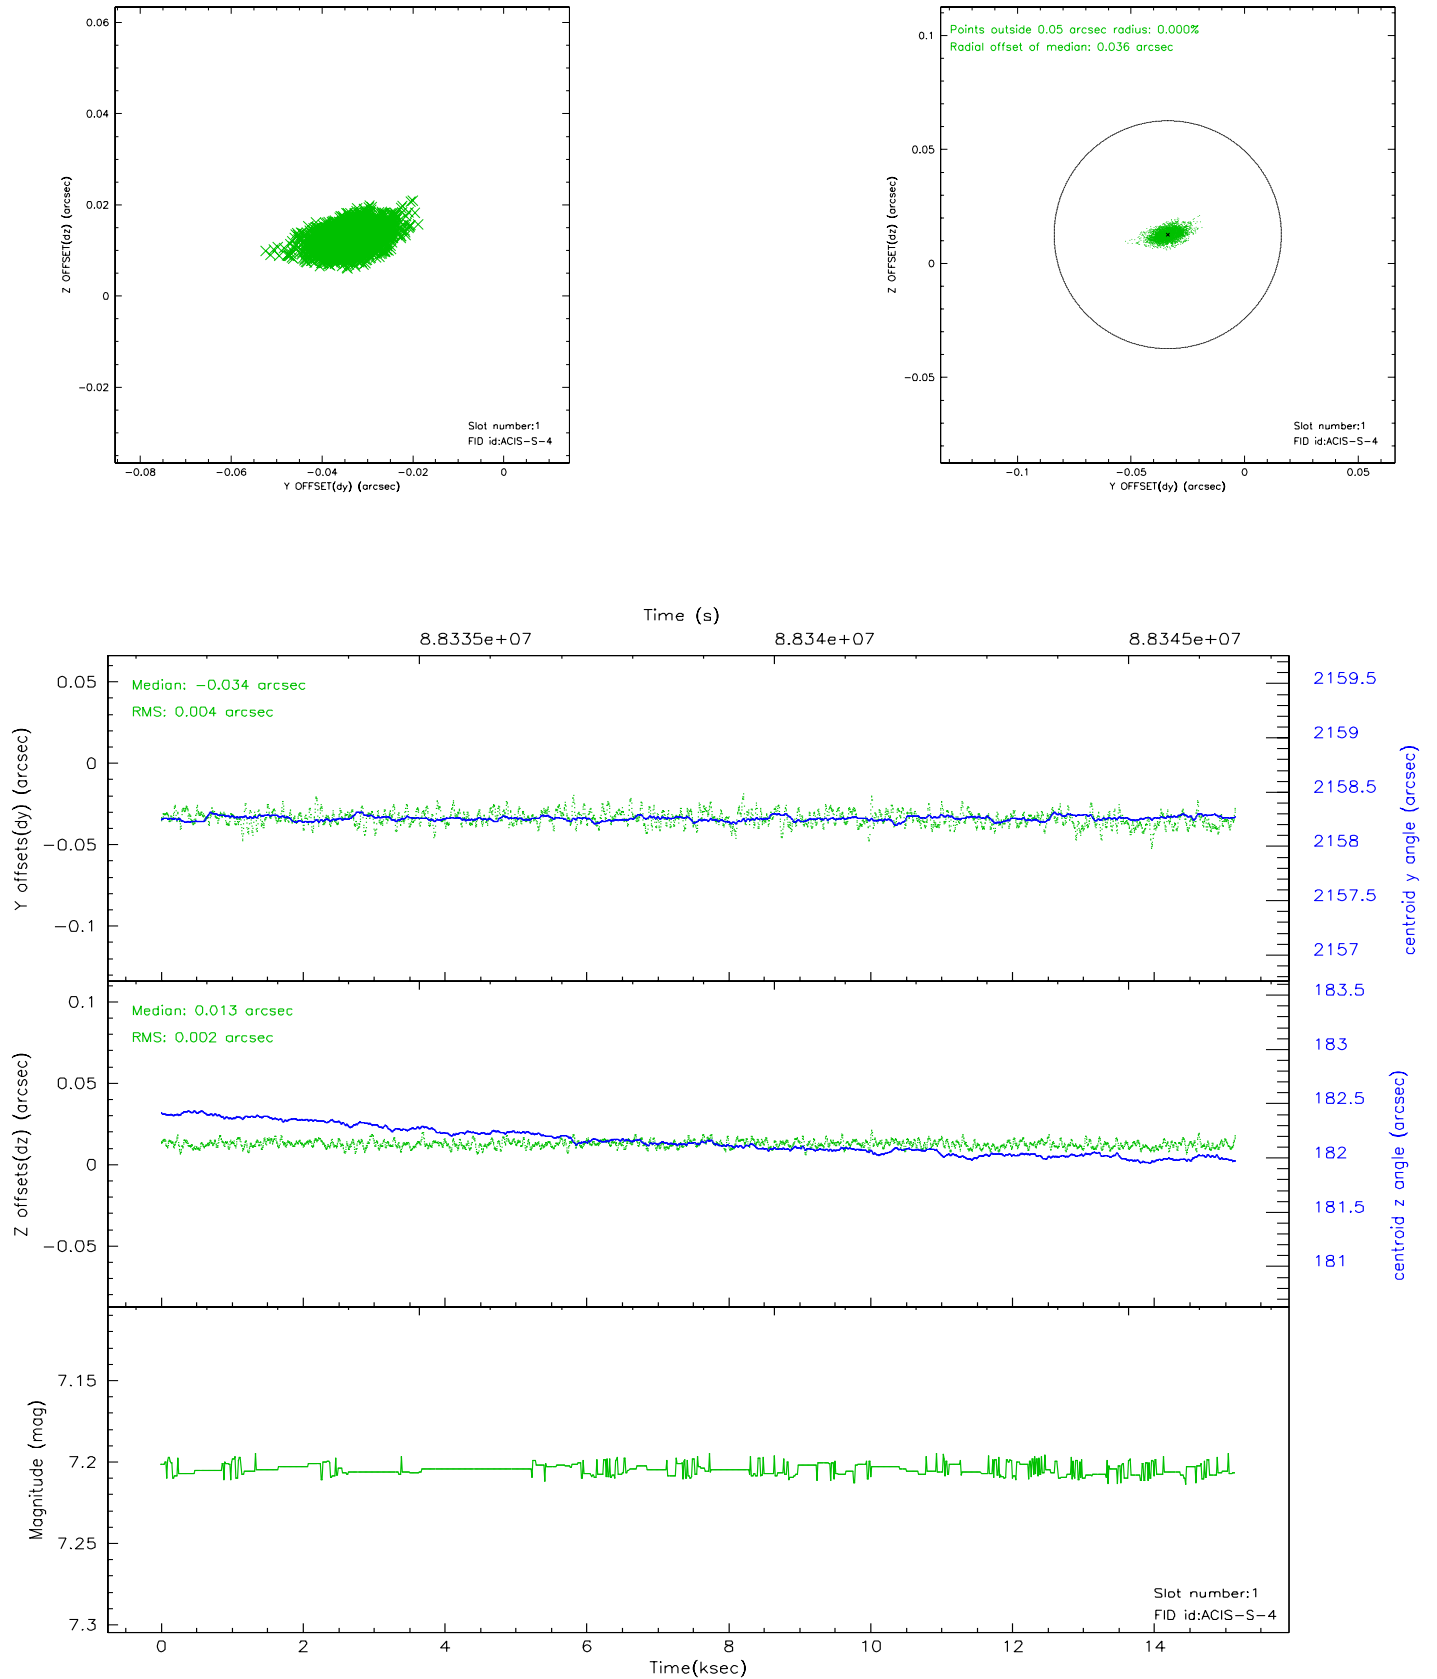 0.06
0.04
0.02
0
−0.02
Z OFFSET(dz) (arcsec)
Slot number:1
FID id:ACIS−S−4
−0.08 −0.06 −0.04 −0.02 0
Y OFFSET(dy) (arcsec)
Points outside 0.05 arcsec radius: 0.000%
Radial offset of median: 0.036 arcsec
0.1
0.05
0
−0.05
Z OFFSET(dz) (arcsec)
Slot number:1
FID id:ACIS−S−4
−0.1 −0.05 0 0.05
Y OFFSET(dy) (arcsec)
Time (s)
8.8335e+07 8.834e+07 8.8345e+07
Median: −0.034 arcsec
RMS: 0.004 arcsec
0.05
0
−0.05
−0.1
Y offsets(dy) (arcsec)
2159.5
2159
2158.5
2158
2157.5
2157
centroid y angle (arcsec)
Median: 0.013 arcsec
RMS: 0.002 arcsec
0.1
0.05
0
−0.05
Z offsets(dz) (arcsec)
183.5
183
182.5
182
181.5
181
centroid z angle (arcsec)
7.15
7.2
7.25
7.3
Magnitude (mag)
Slot number:1
FID id:ACIS−S−4
0 2 4 6 8 10 12 14
Time(ksec)